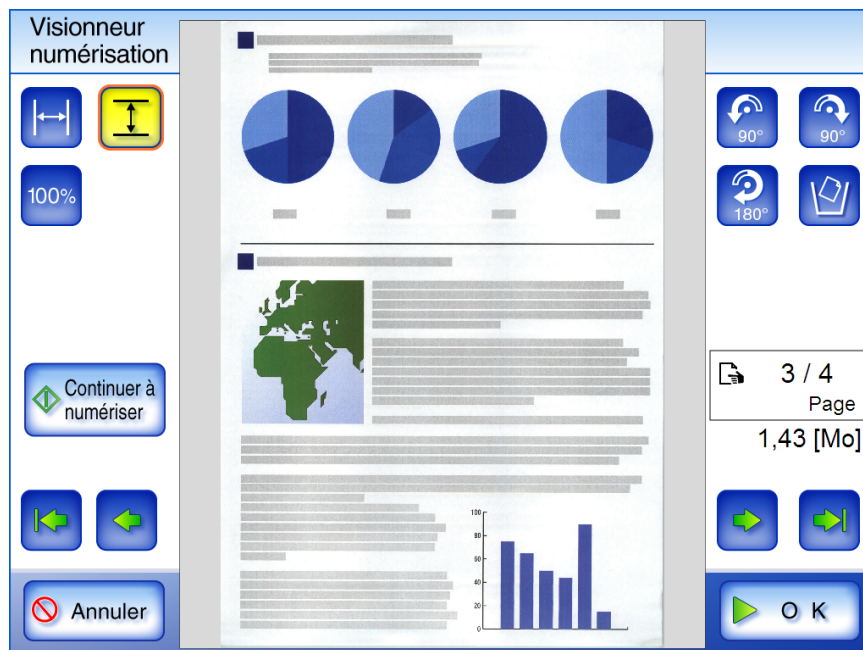 Visionneur
numérisation
100%
90°
90°
180°
Continuer à
numériser
3 / 4
Page
1,43 [Mo]
100
80
60
40
20
0
Annuler
O K